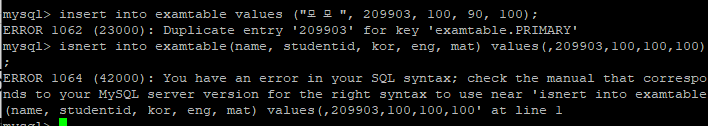 mysql> insert into examtable values ("ㅁㅁ", 209903, 100, 90, 100);
ERROR 1062 (23000): Duplicate entry '209903' for key 'examtable.PRIMARY'
mysql> isnert into examtable(name, studentid, kor, eng, mat) values(,209903,100,100,100)
;
ERROR 1064 (42000): You have an error in your SQL syntax; check the manual that correspo
nds to your MySQL server version for the right syntax to use near 'isnert into examtable
(name, studentid, kor, eng, mat) values(,209903,100,100,100' at line 1
mysql>